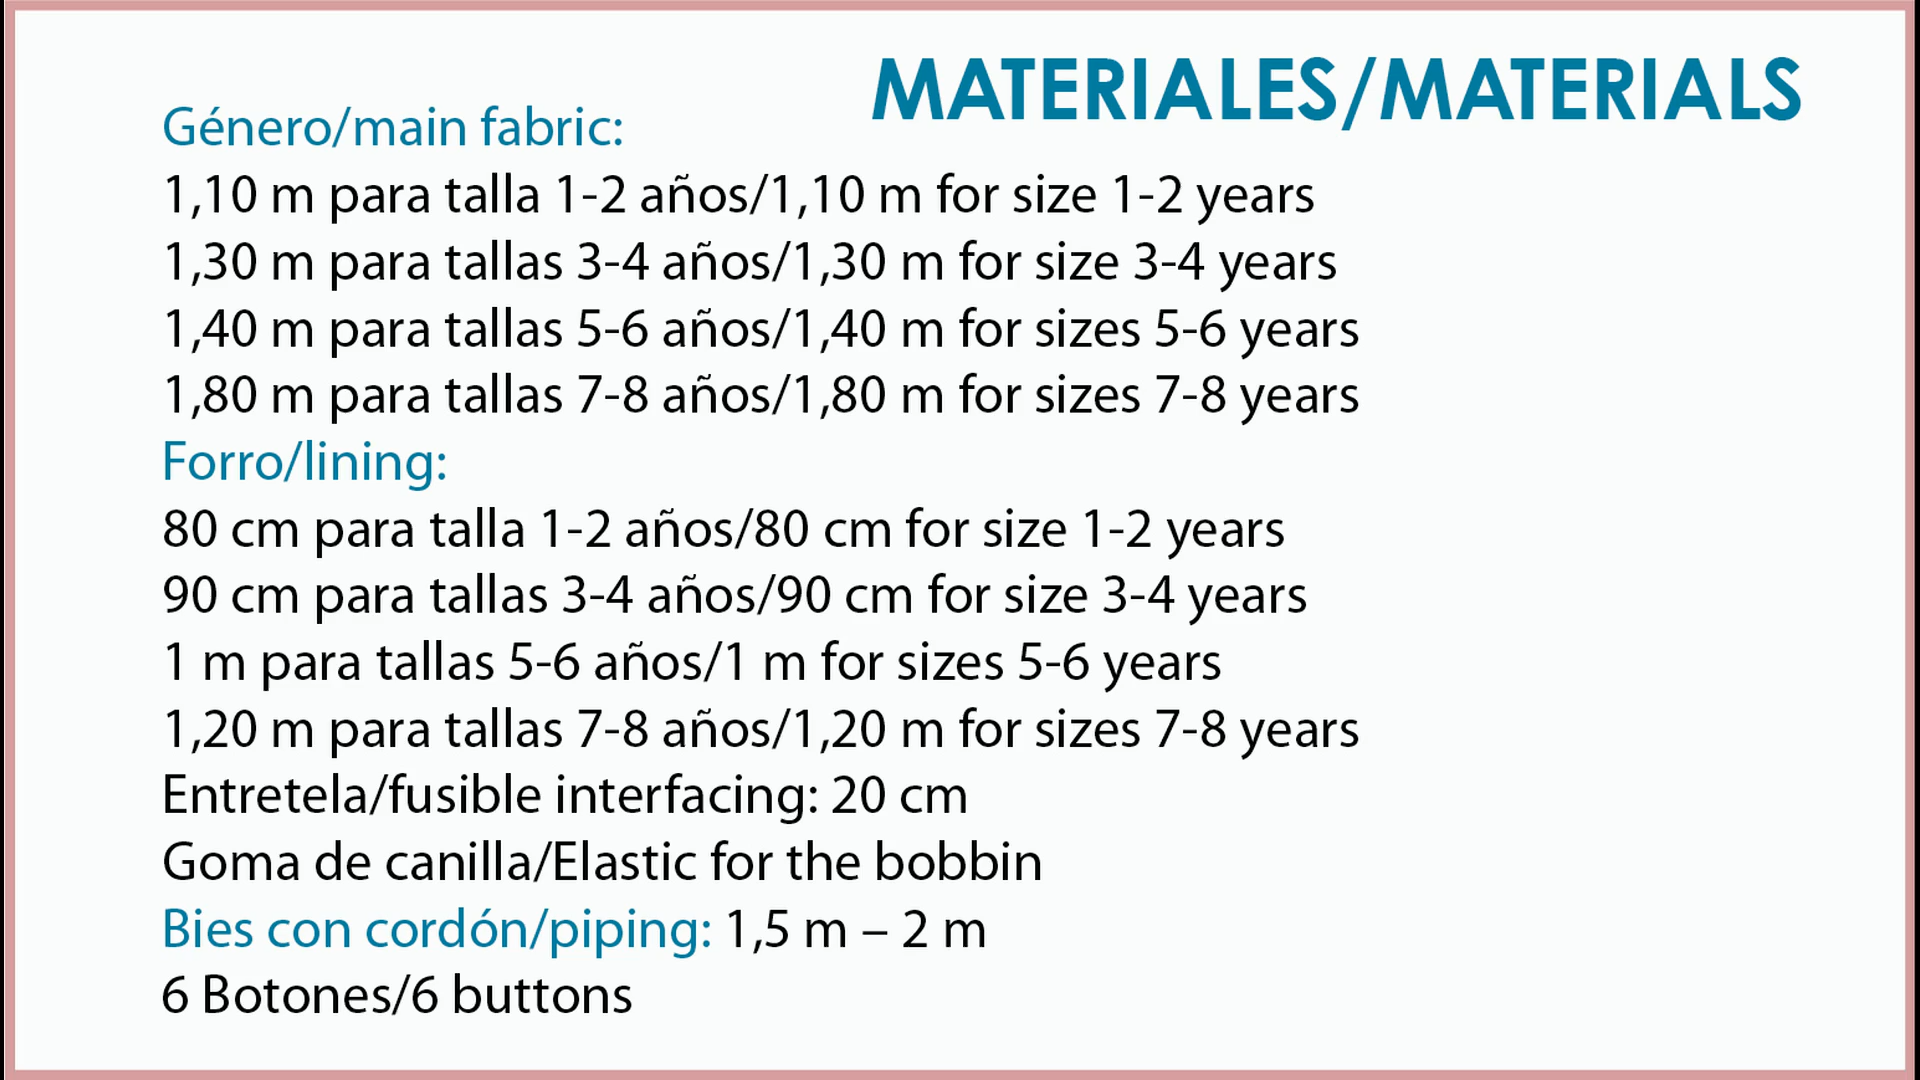 MATERIALES/MATERIALS
Género/main fabric:
1,10 m para talla 1-2 años/1,10 m for size 1-2 years
1,30 m para tallas 3-4 años/1,30 m for size 3-4 years
1,40 m para tallas 5-6 años/1,40 m for sizes 5-6 years
1,80 m para tallas 7-8 años/1,80 m for sizes 7-8 years
Forro/lining:
80 cm para talla 1-2 años/80 cm for size 1-2 years
90 cm para tallas 3-4 años/90 cm for size 3-4 years
1 m para tallas 5-6 años/1 m for sizes 5-6 years
1,20 m para tallas 7-8 años/1,20 m for sizes 7-8 years
Entretela/fusible interfacing: 20 cm
Goma de canilla/Elastic for the bobbin
Bies con cordón/piping: 1,5 m – 2 m
6 Botones/6 buttons